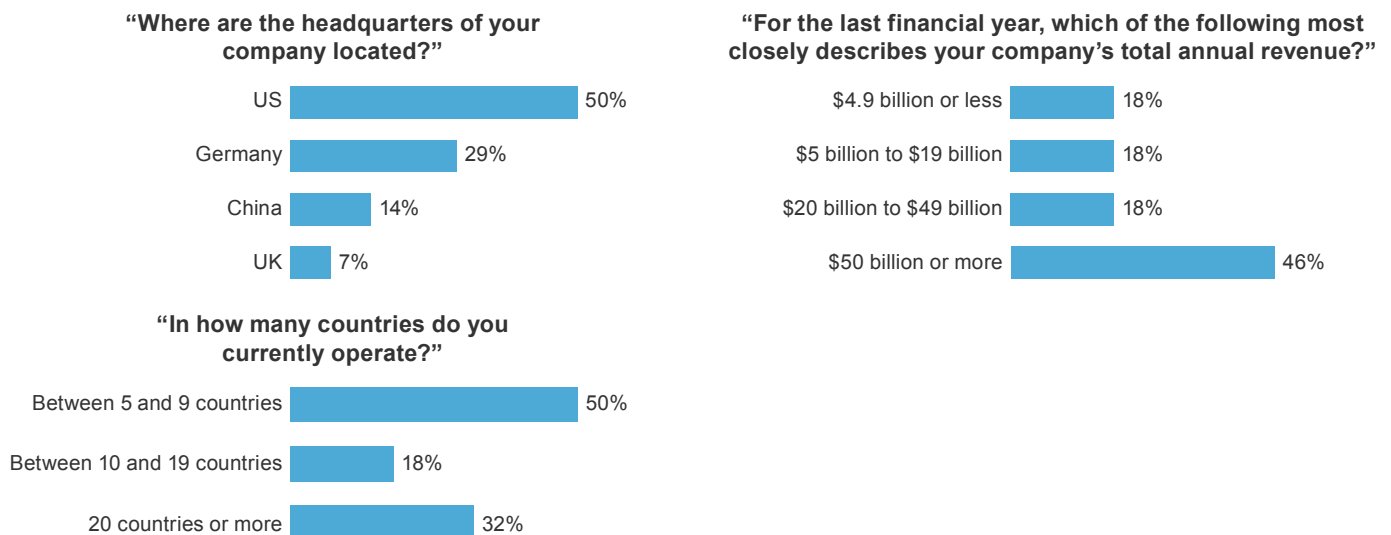 “Where are the headquarters of your
company located?”
US 50%
Germany 29%
China 14%
UK 7%
“For the last financial year, which of the following most
closely describes your company’s total annual revenue?”
$4.9 billion or less 18%
$5 billion to $19 billion 18%
$20 billion to $49 billion 18%
$50 billion or more 46%
“In how many countries do you
currently operate?”
Between 5 and 9 countries 50%
Between 10 and 19 countries 18%
20 countries or more 32%